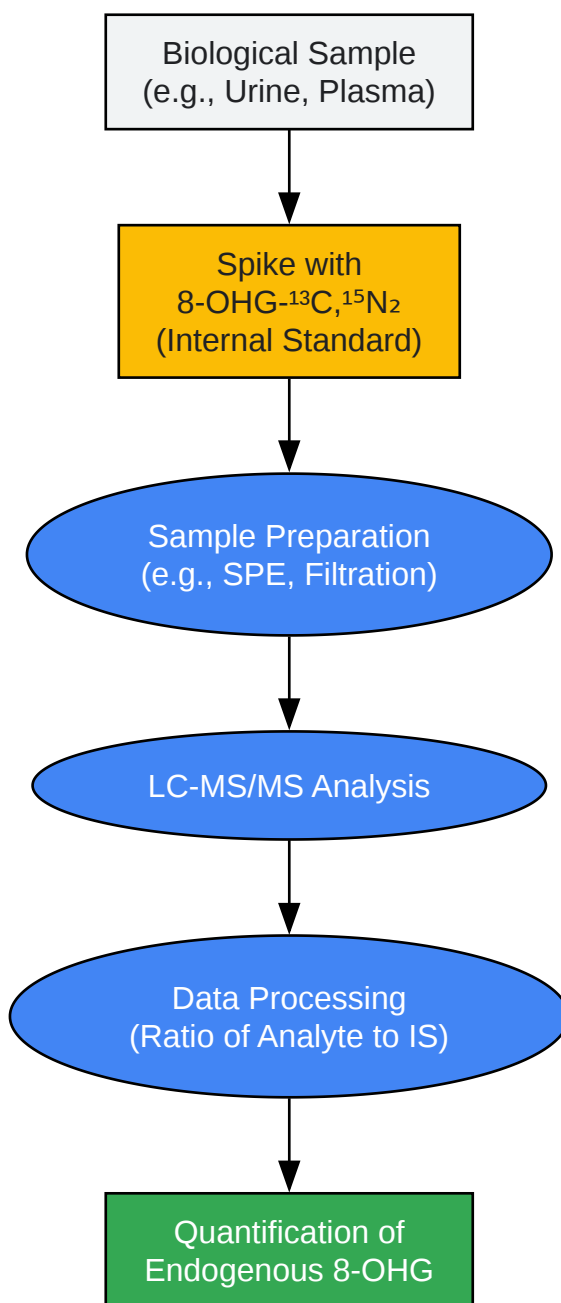 Biological Sample
(e.g., Urine, Plasma)
Spike with
8-OHG-¹³C,¹⁵N₂
(Internal Standard)
Sample Preparation
(e.g., SPE, Filtration)
LC-MS/MS Analysis
Data Processing
(Ratio of Analyte to IS)
Quantification of
Endogenous 8-OHG